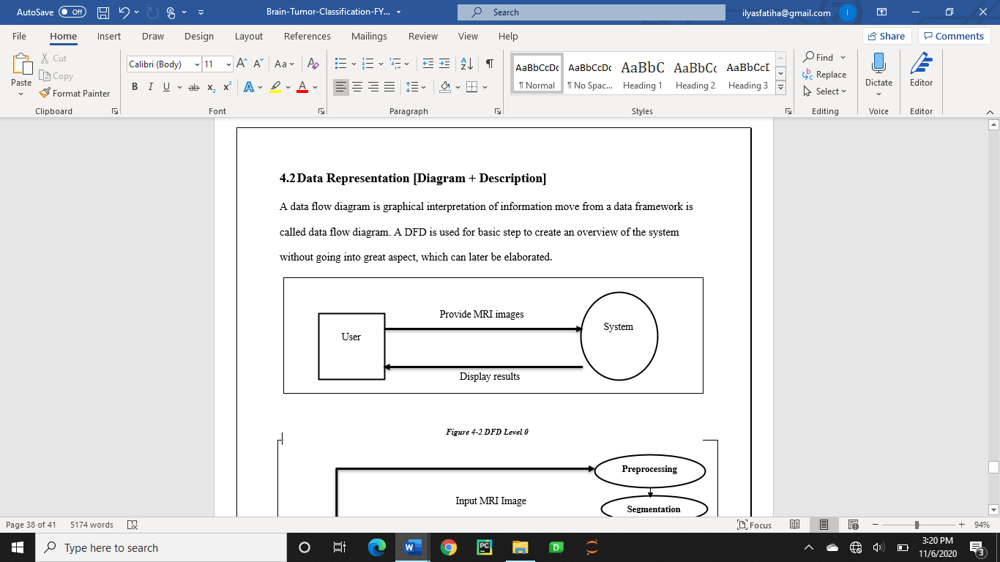 AutoSave Off Brain-Tumor-Classification-FY... Search ilyasfatiha@gmail.com I
File Home Insert Draw Design Layout References Mailings Review View Help Share Comments
Paste Cut Copy Format Painter
Calibri (Body) 11 A A Aa A
B I U ab x₂ x² A A
AaBbCcDc AaBbCcDc AaBbC AaBbCc AaBbCcI
¶ Normal ¶ No Spac... Heading 1 Heading 2 Heading 3
Find
Replace
Select
Dictate
Editor
Clipboard Font Paragraph Styles Editing Voice Editor
4.2 Data Representation [Diagram + Description]
A data flow diagram is graphical interpretation of information move from a data framework is
called data flow diagram. A DFD is used for basic step to create an overview of the system
without going into great aspect, which can later be elaborated.
Provide MRI images
User
System
Display results
Figure 4-2 DFD Level 0
Preprocessing
Input MRI Image
Segmentation
Page 38 of 41 5174 words Focus 94%
Type here to search
W
PC
D
3:20 PM
11/6/2020
3